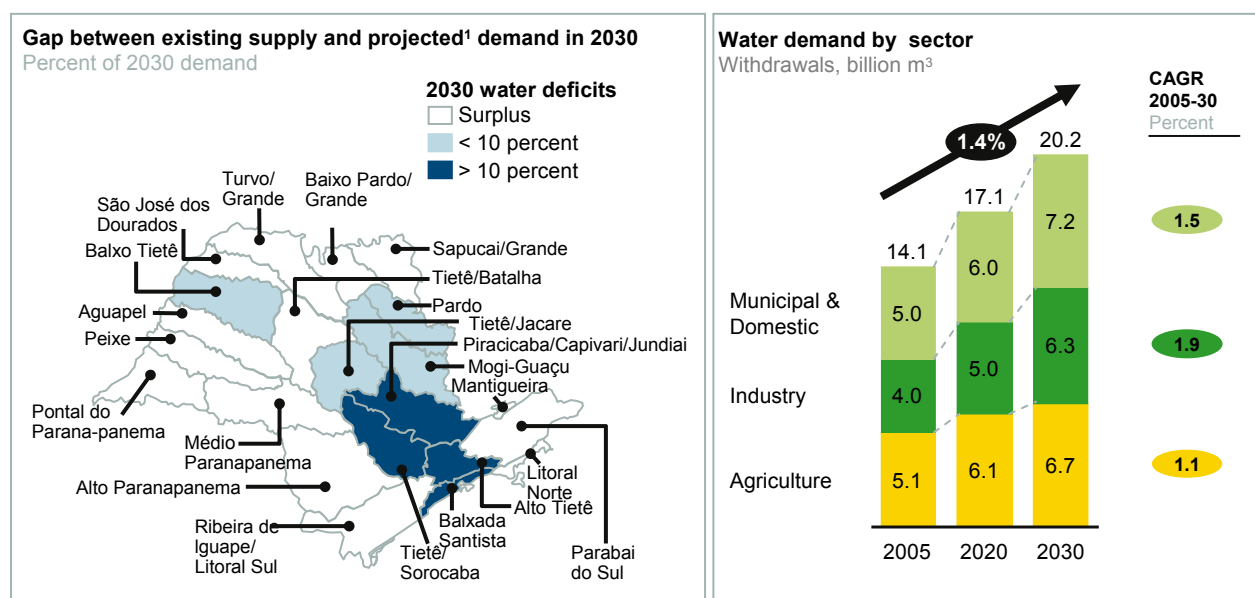 Gap between existing supply and projected¹ demand in 2030
Percent of 2030 demand
2030 water deficits
Surplus
< 10 percent
> 10 percent
Turvo/
Grande
Baixo Pardo/
Grande
São José dos
Dourados
Balxo Tietê
Sapucai/Grande
Tietê/Batalha
Aguapel
Pardo
Tietê/Jacare
Peixe
Piracicaba/Capivari/Jundiai
Mogi-Guaçu
Mantigueira
Pontal do
Parana-panema
Médio
Paranapanema
Alto Paranapanema
Litoral
Norte
Alto Tietê
Balxada
Santista
Ribeira de
Iguape/
Litoral Sul
Tietê/
Sorocaba
Parabai
do Sul
Water demand by sector
Withdrawals, billion m³
CAGR
2005-30
Percent
1.4%
20.2
17.1
14.1
7.2
6.0
5.0
1.5
Municipal &
Domestic
6.3
5.0
4.0
1.9
Industry
6.7
6.1
5.1
1.1
Agriculture
2005
2020
2030